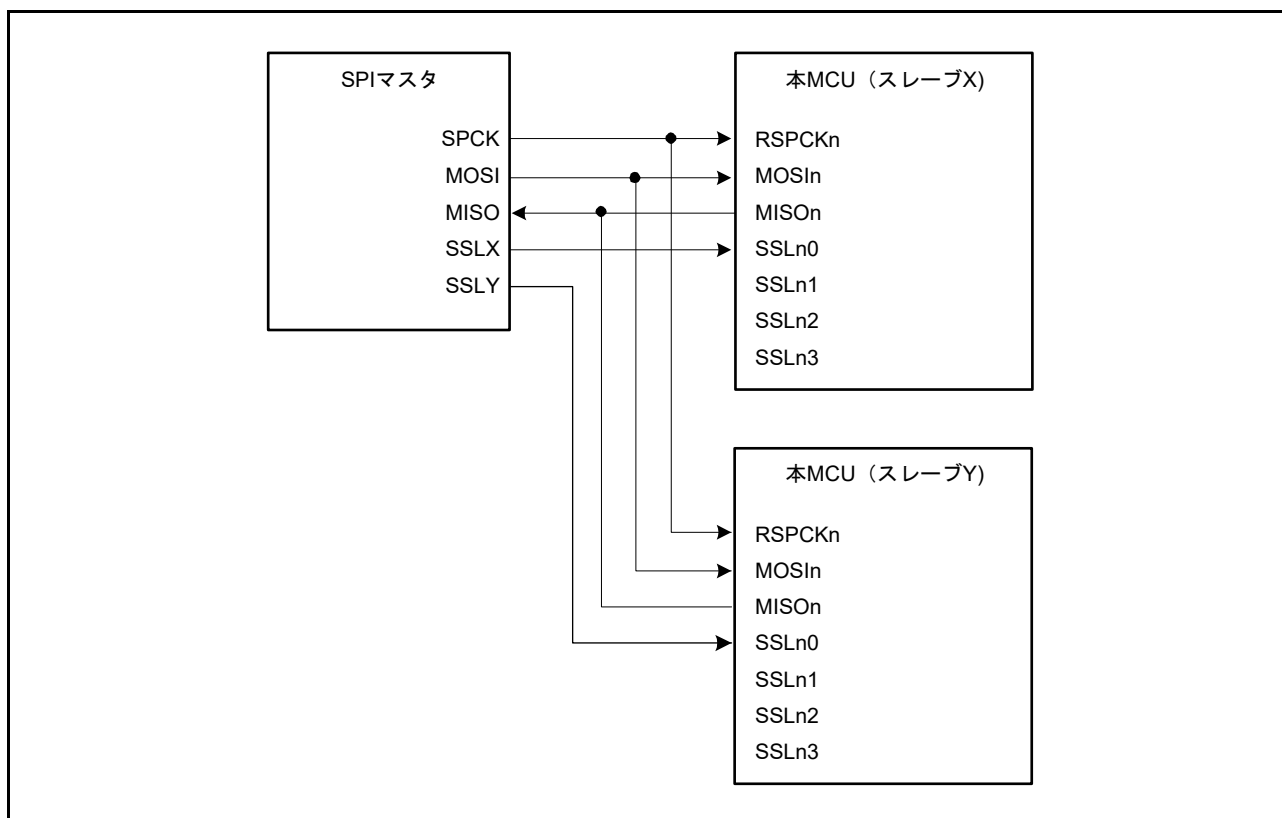 SPIマスタ
SPCK
MOSI
MISO
SSLX
SSLY
本MCU（スレーブX)
RSPCKn
MOSIn
MISOn
SSLn0
SSLn1
SSLn2
SSLn3
本MCU（スレーブY)
RSPCKn
MOSIn
MISOn
SSLn0
SSLn1
SSLn2
SSLn3